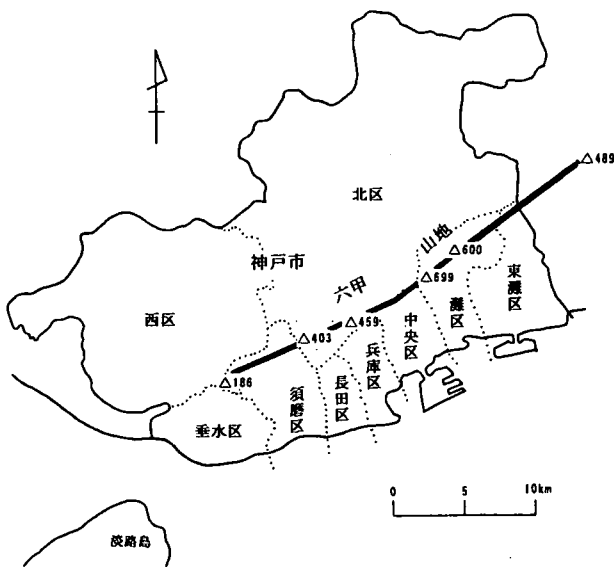 △489
北区
山地
△600
東灘区
神戸市
六甲
△699
灘区
西区
△459
中央区
△403
兵庫区
△186
須磨区
長田区
垂水区
0 5 10km
淡路島